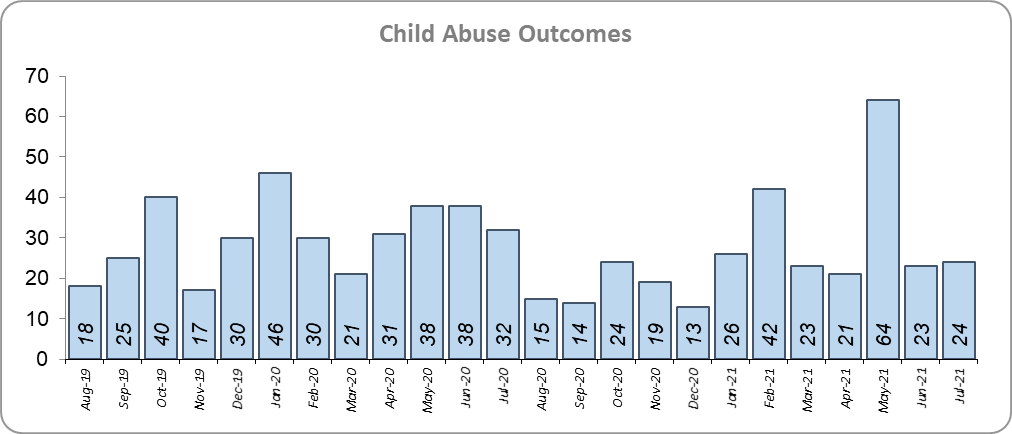 Child Abuse Outcomes
70
60
50
40
30
20
10
0
18 25 40 17 30 46 30 21 31 38 38 32 15 14 24 19 13 26 42 23 21 64 23 24
Aug-19 Sep-19 Oct-19 Nov-19 Dec-19 Jan-20 Feb-20 Mar-20 Apr-20 May-20 Jun-20 Jul-20 Aug-20 Sep-20 Oct-20 Nov-20 Dec-20 Jan-21 Feb-21 Mar-21 Apr-21 May-21 Jun-21 Jul-21